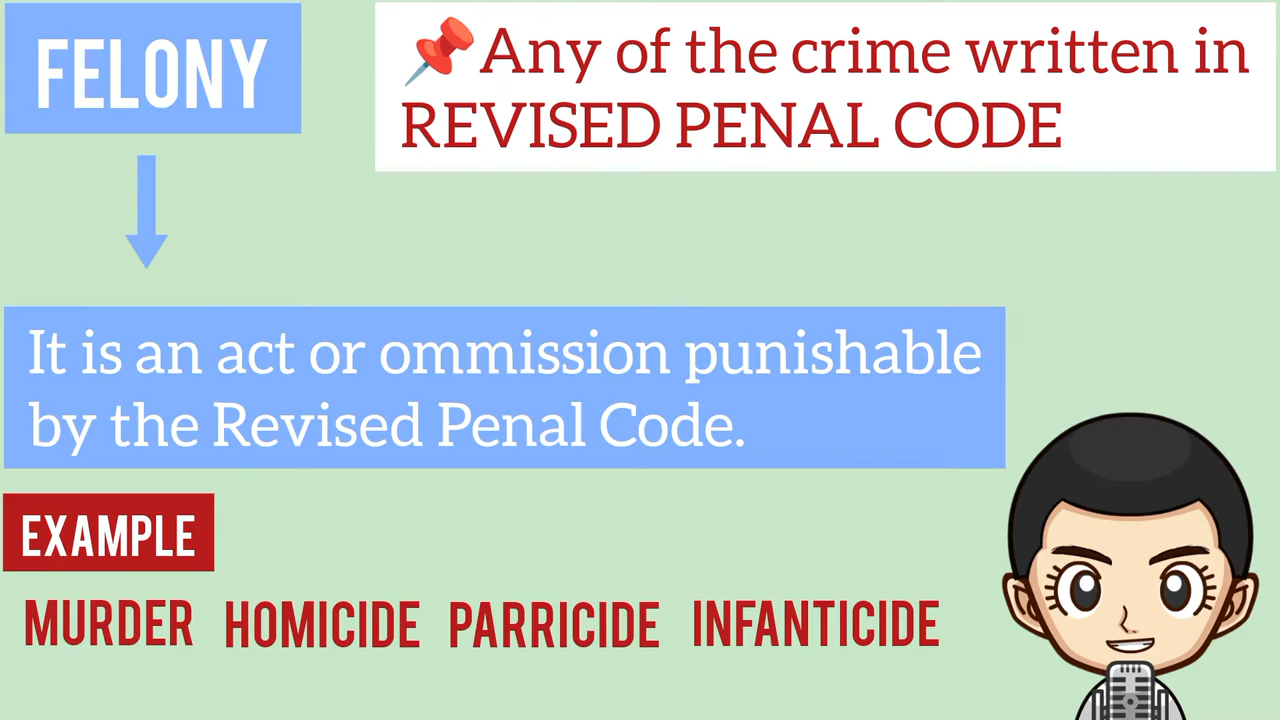 FELONY
Any of the crime written in
REVISED PENAL CODE
It is an act or ommission punishable
by the Revised Penal Code.
EXAMPLE
MURDER HOMICIDE PARRICIDE INFANTICIDE